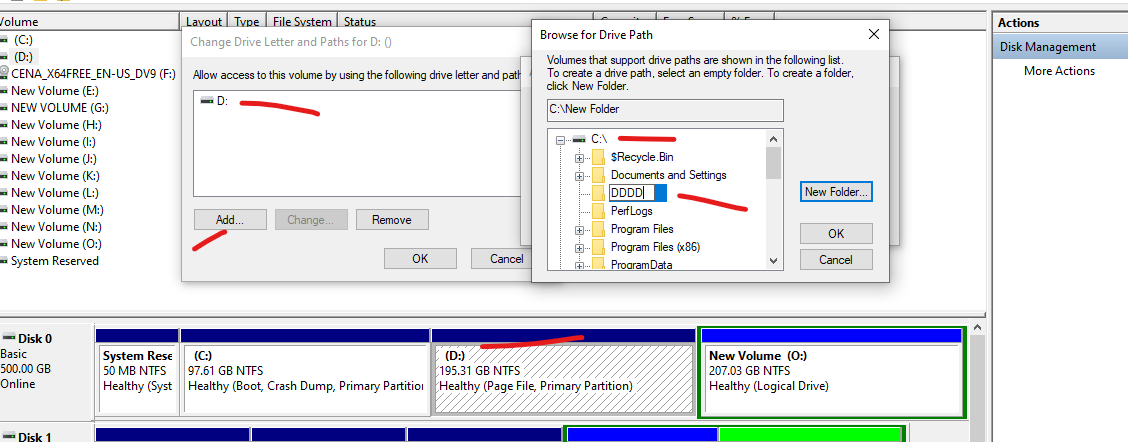 Volume
Layout
Type
File System
Status
(C:)
(D:)
CENA_X64FREE_EN-US_DV9 (F:)
New Volume (E:)
NEW VOLUME (G:)
New Volume (H:)
New Volume (I:)
New Volume (J:)
New Volume (K:)
New Volume (L:)
New Volume (M:)
New Volume (N:)
New Volume (O:)
System Reserved
Change Drive Letter and Paths for D: ()
Allow access to this volume by using the following drive letter and path
D:
Add...
Change...
Remove
OK
Cancel
Browse for Drive Path
Volumes that support drive paths are shown in the following list.
To create a drive path, select an empty folder. To create a folder,
click New Folder.
C:\New Folder
C:\
$Recycle.Bin
Documents and Settings
DDDD
PerfLogs
Program Files
Program Files (x86)
ProgramData
New Folder...
OK
Cancel
Actions
Disk Management
More Actions
Disk 0
Basic
500.00 GB
Online
System Rese
50 MB NTFS
Healthy (Syst
(C:)
97.61 GB NTFS
Healthy (Boot, Crash Dump, Primary Partition
(D:)
195.31 GB NTFS
Healthy (Page File, Primary Partition)
New Volume (O:)
207.03 GB NTFS
Healthy (Logical Drive)
Disk 1